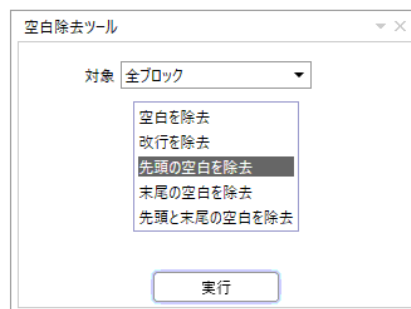 空白除去ツール
対象 全ブロック
空白を除去
改行を除去
先頭の空白を除去
末尾の空白を除去
先頭と末尾の空白を除去
実行